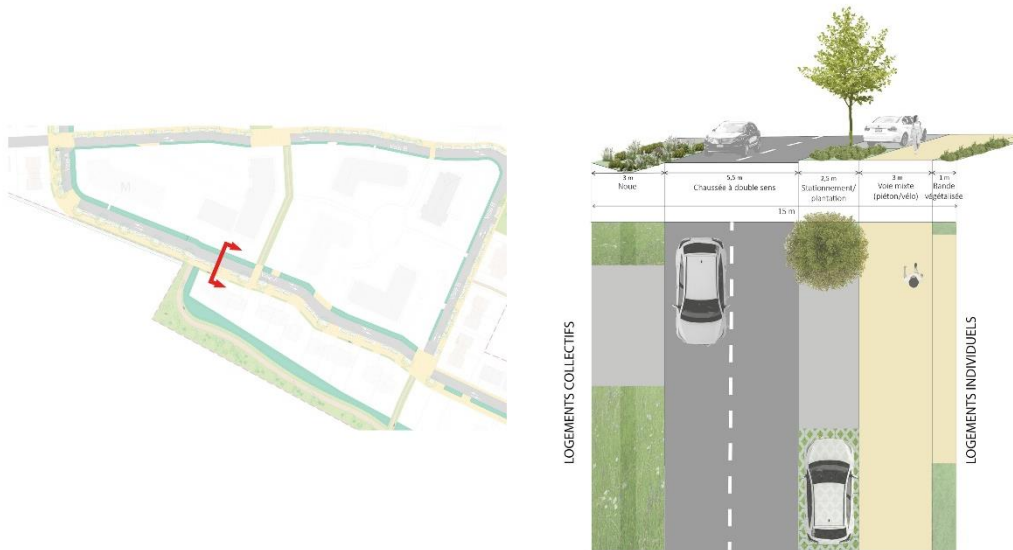 3 m
Noue
5,5 m
Chaussée à double sens
2,5 m
Stationnement/
plantation
3 m
Voie mixte
(piéton/vélo)
1 m
Bande
végétalisée
15 m
LOGEMENTS COLLECTIFS
LOGEMENTS INDIVIDUELS
M